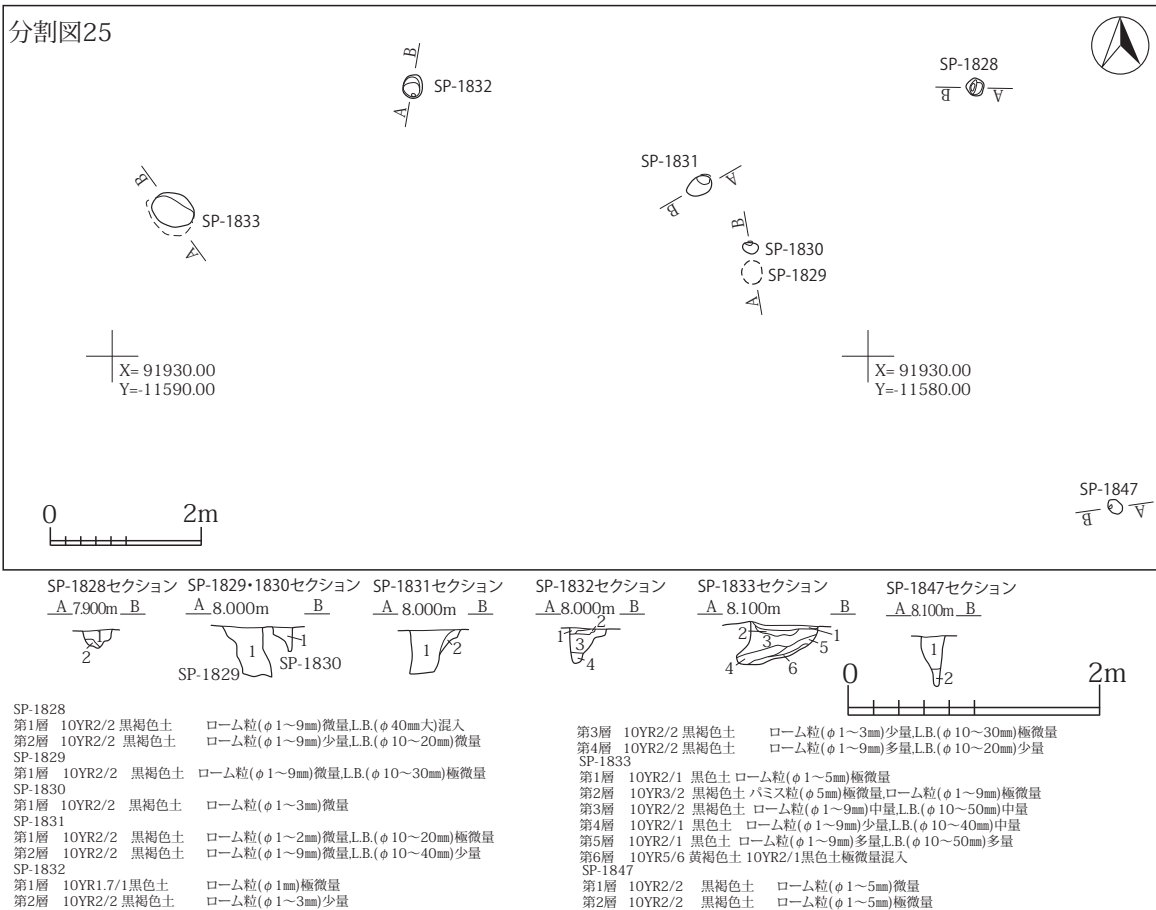 分割図25
B
SP-1832
A
SP-1828
B A
SP-1831
A
B
B
SP-1833
A
B
SP-1830
SP-1829
A
X= 91930.00
Y=-11590.00
X= 91930.00
Y=-11580.00
SP-1847
B A
0 2m
SP-1828セクション
A 7.900m B
1
2
SP-1829・1830セクション
A 8.000m B
1
1
SP-1829
SP-1830
SP-1831セクション
A 8.000m B
1
2
SP-1832セクション
A 8.000m B
1
2
3
4
SP-1833セクション
A 8.100m B
2
1
3
5
4
6
SP-1847セクション
A 8.100m B
1
2
0 2m
SP-1828
第1層 10YR2/2 黒褐色土 ローム粒(φ1～9㎜)微量,L.B.(φ40㎜大)混入
第2層 10YR2/2 黒褐色土 ローム粒(φ1～9㎜)少量,L.B.(φ10～20㎜)微量
SP-1829
第1層 10YR2/2 黒褐色土 ローム粒(φ1～9㎜)微量,L.B.(φ10～30㎜)極微量
SP-1830
第1層 10YR2/2 黒褐色土 ローム粒(φ1～3㎜)微量
SP-1831
第1層 10YR2/2 黒褐色土 ローム粒(φ1～2㎜)微量,L.B.(φ10～20㎜)極微量
第2層 10YR2/2 黒褐色土 ローム粒(φ1～9㎜)微量,L.B.(φ10～40㎜)少量
SP-1832
第1層 10YR1.7/1黒色土 ローム粒(φ1㎜)極微量
第2層 10YR2/2 黒褐色土 ローム粒(φ1～3㎜)少量
第3層 10YR2/2 黒褐色土 ローム粒(φ1～3㎜)少量,L.B.(φ10～30㎜)極微量
第4層 10YR2/2 黒褐色土 ローム粒(φ1～9㎜)多量,L.B.(φ10～20㎜)少量
SP-1833
第1層 10YR2/1 黒色土 ローム粒(φ1～5㎜)極微量
第2層 10YR3/2 黒褐色土 パミス粒(φ5㎜)極微量,ローム粒(φ1～9㎜)極微量
第3層 10YR2/2 黒褐色土 ローム粒(φ1～9㎜)中量,L.B.(φ10～50㎜)中量
第4層 10YR2/1 黒色土 ローム粒(φ1～9㎜)少量,L.B.(φ10～40㎜)中量
第5層 10YR2/1 黒色土 ローム粒(φ1～9㎜)多量,L.B.(φ10～50㎜)多量
第6層 10YR5/6 黄褐色土 10YR2/1黒色土極微量混入
SP-1847
第1層 10YR2/2 黒褐色土 ローム粒(φ1～5㎜)微量
第2層 10YR2/2 黒褐色土 ローム粒(φ1～5㎜)極微量